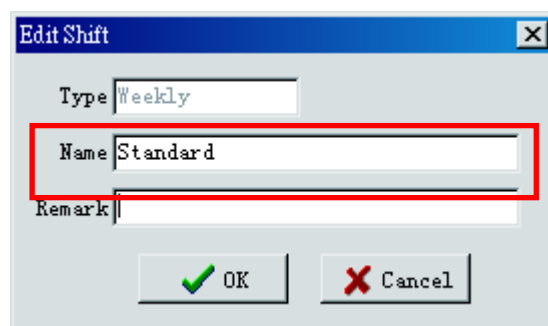 Edit Shift
Type Weekly
Name Standard
Remark
OK Cancel